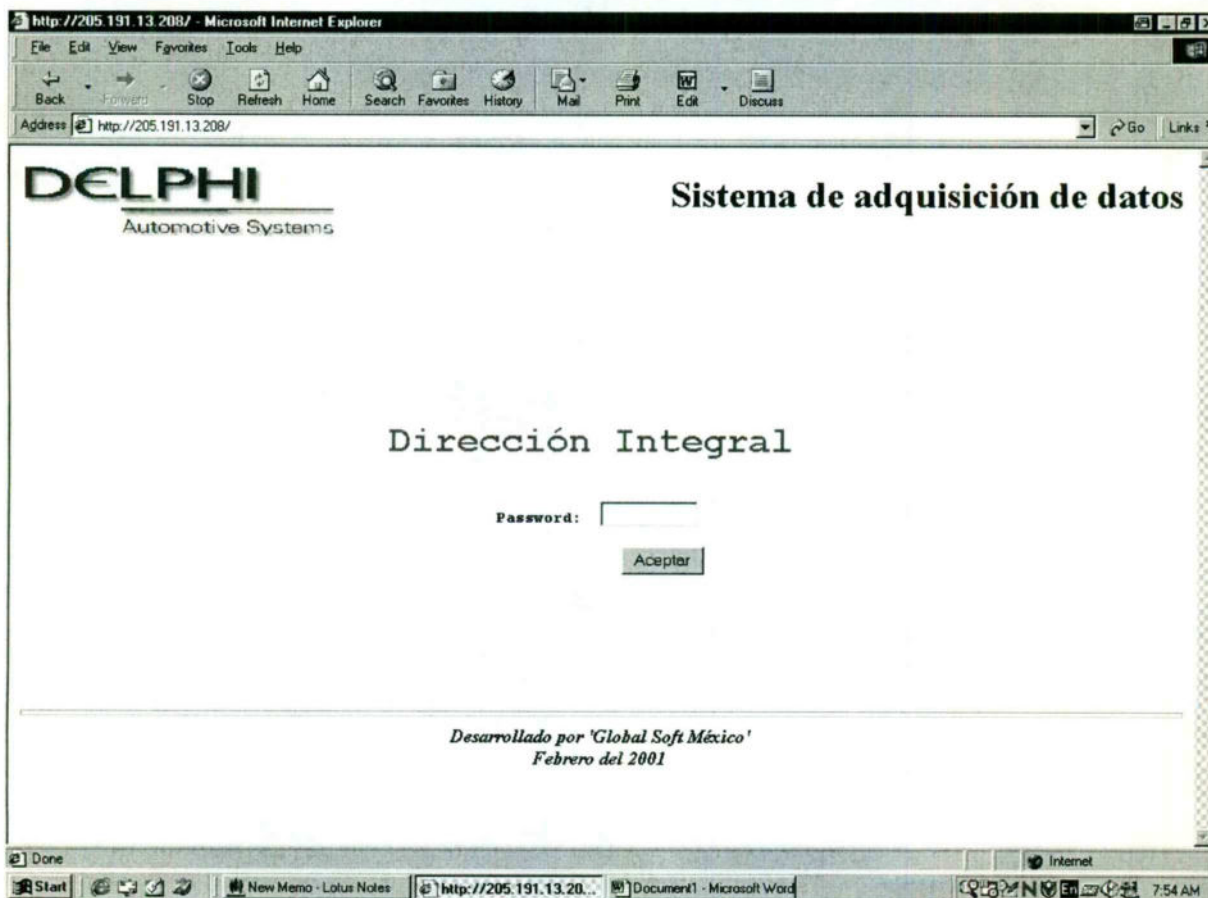 http://205.191.13.208/ - Microsoft Internet Explorer
File Edit View Favorites Tools Help
Back Forward Stop Refresh Home Search Favorites History Mail Print Edit Discuss
Address http://205.191.13.208/ Go Links
DELPHI
Automotive Systems
Sistema de adquisición de datos
Dirección Integral
Password:
Aceptar
Desarrollado por 'Global Soft México'
Febrero del 2001
Done Internet
Start New Memo - Lotus Notes http://205.191.13.20... Document1 - Microsoft Word En 7:54 AM